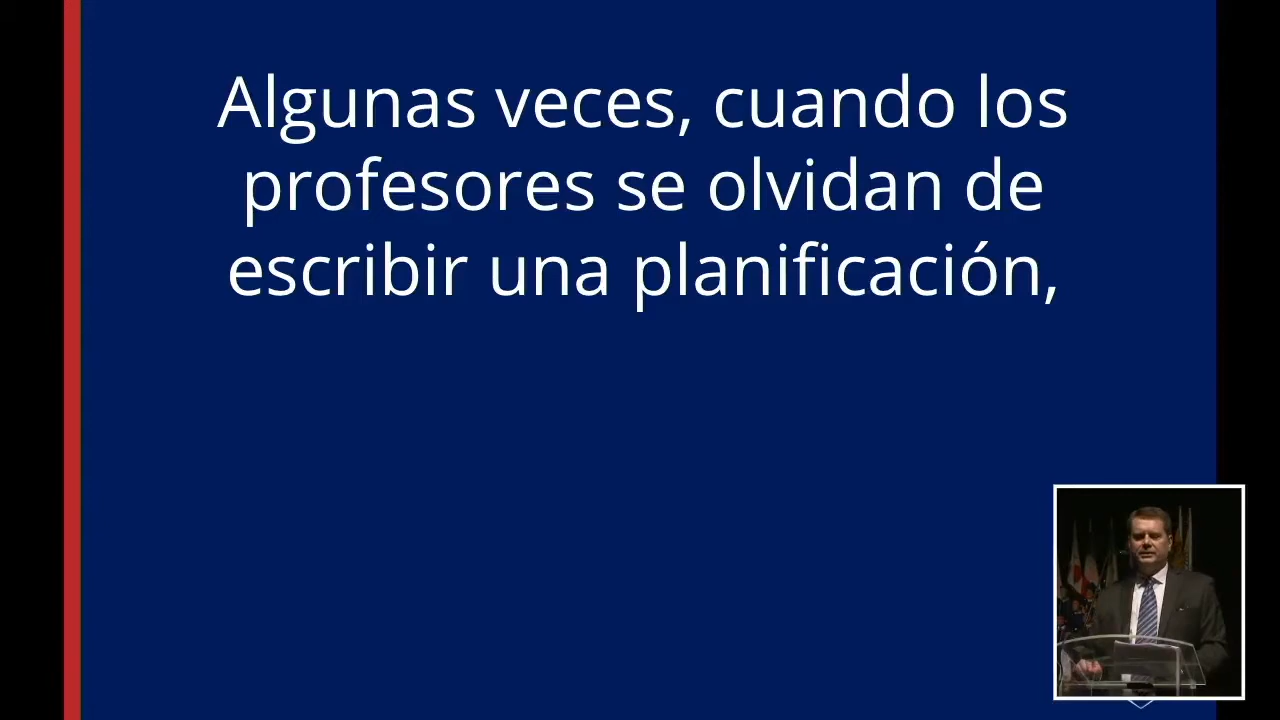 Algunas veces, cuando los
profesores se olvidan de
escribir una planificación,